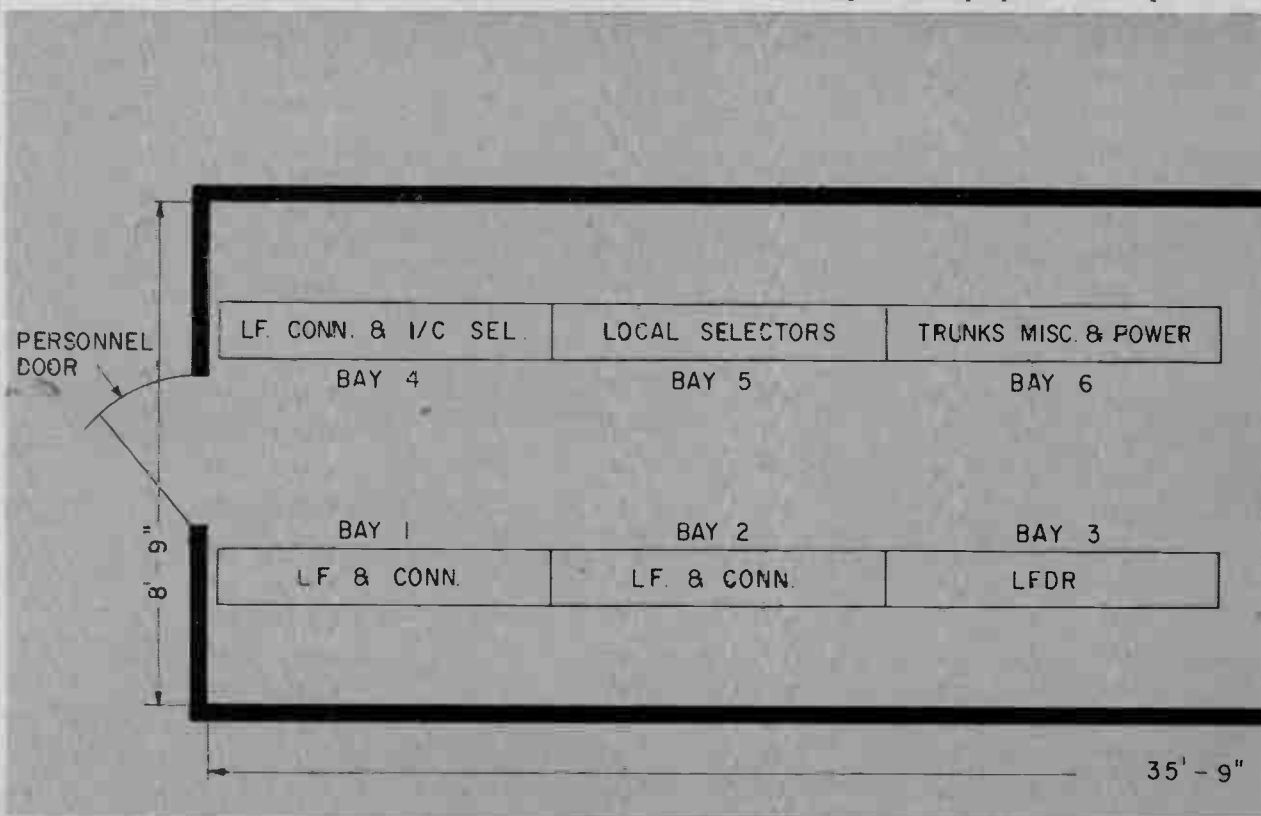 LF. CONN. & I/C SEL.
LOCAL SELECTORS
TRUNKS MISC. & POWER
PERSONNEL
DOOR
BAY 4
BAY 5
BAY 6
8' - 9"
BAY 1
BAY 2
BAY 3
LF & CONN.
LF. & CONN.
LFDR
35' - 9"